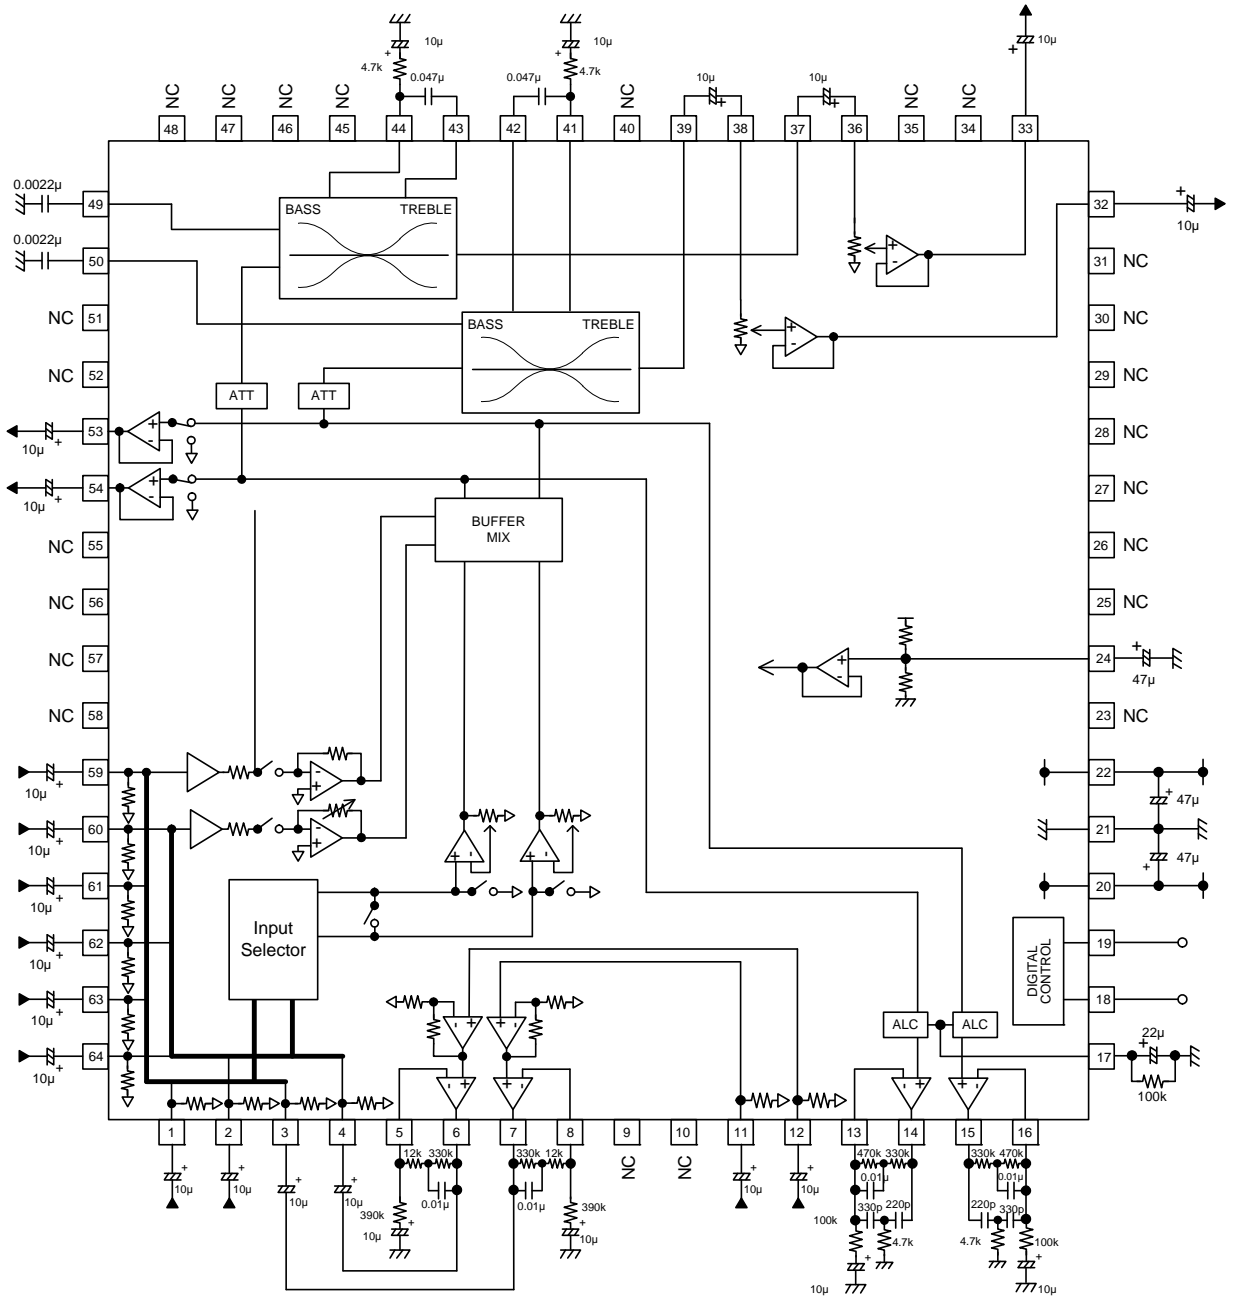 10µ
10µ
10µ
4.7k
4.7k
0.047µ
0.047µ
10µ
10µ
NC
NC
NC
NC
NC
NC
NC
48
47
46
45
44
43
42
41
40
39
38
37
36
35
34
33
0.0022µ
49
BASS TREBLE
32
10µ
0.0022µ
50
31 NC
NC 51
BASS TREBLE
30 NC
NC 52
ATT
ATT
29 NC
53
10µ
28 NC
54
10µ
27 NC
BUFFER
MIX
NC 55
26 NC
NC 56
25 NC
NC 57
24
47µ
NC 58
23 NC
59
10µ
22
47µ
60
10µ
21
47µ
61
10µ
20
Input
Selector
62
10µ
19
DIGITAL
CONTROL
63
10µ
18
ALC
ALC
22µ
64
10µ
17
100k
1
2
3
4
5
6
7
8
9
10
11
12
13
14
15
16
12k
330k
330k
12k
NC
NC
470k
330k
330k
470k
10µ
10µ
10µ
10µ
0.01µ
0.01µ
10µ
10µ
0.01µ
0.01µ
390k
390k
330p
220p
220p
330p
100k
4.7k
4.7k
100k
10µ
10µ
10µ
10µ